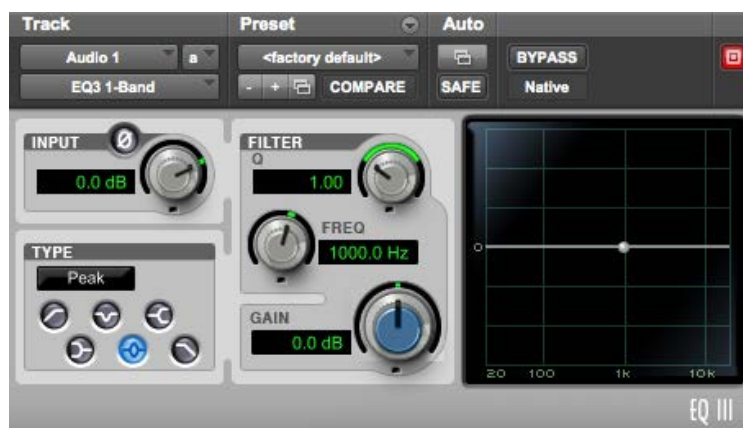 Track Preset Auto
Audio 1 a <factory default> BYPASS
EQ3 1-Band - + COMPARE SAFE Native
INPUT Ø
0.0 dB
TYPE
Peak
FILTER
Q
1.00
FREQ
1000.0 Hz
GAIN
0.0 dB
0
20 100 1k 10k
EQ III